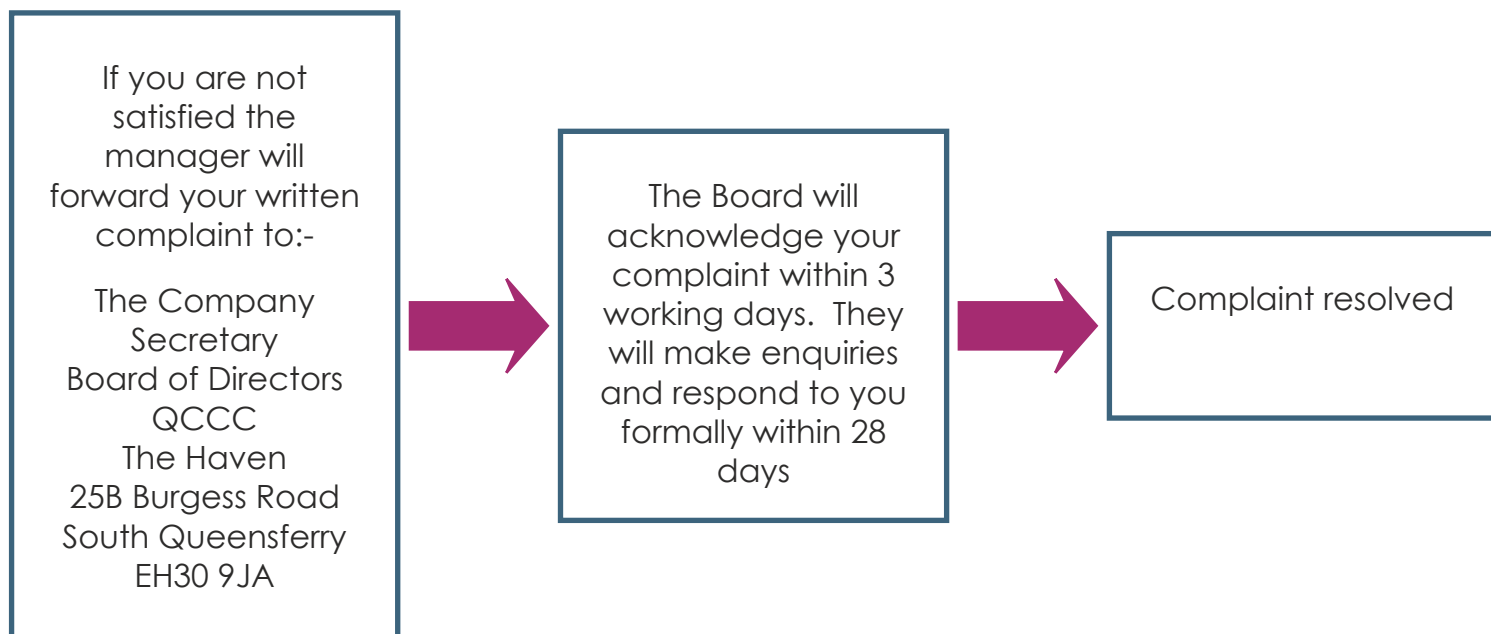 If you are not
satisfied the
manager will
forward your written
complaint to:-
The Company
Secretary
Board of Directors
QCCC
The Haven
25B Burgess Road
South Queensferry
EH30 9JA
The Board will
acknowledge your
complaint within 3
working days.  They
will make enquiries
and respond to you
formally within 28
days
Complaint resolved